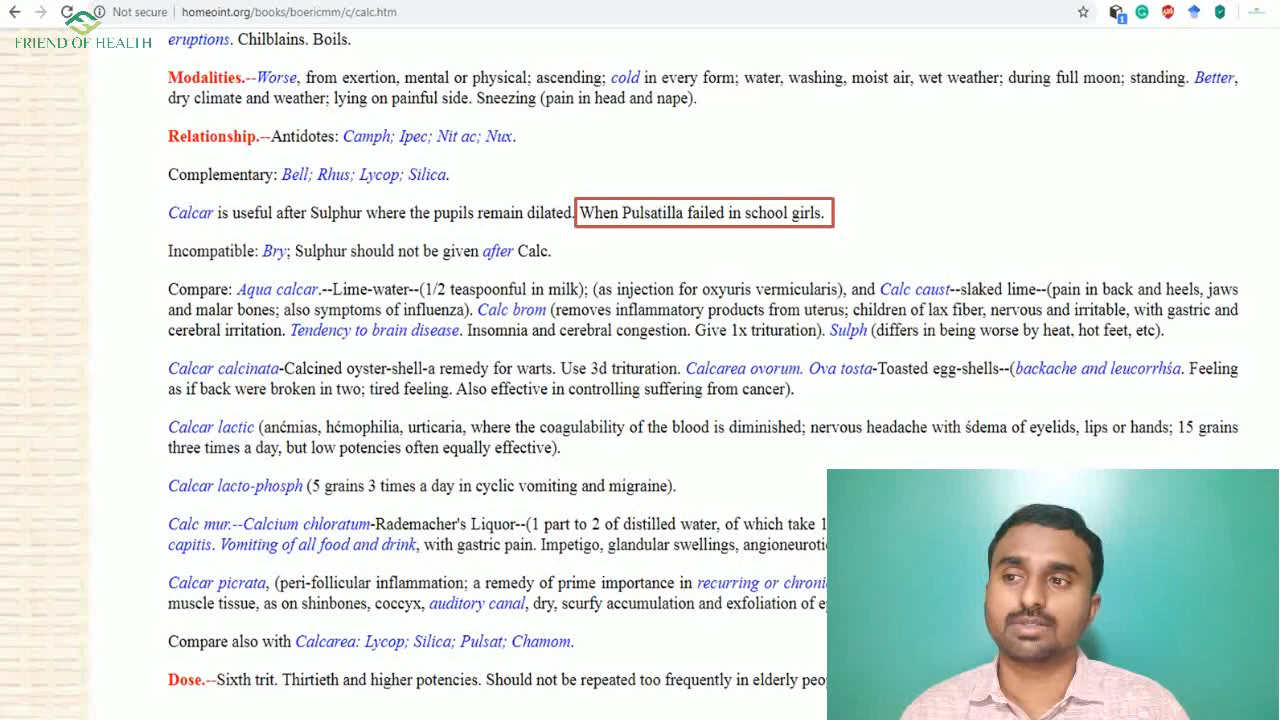 Not secure | homeoint.org/books/boericmm/c/calc.htm
1
FRIEND OF HEALTH
eruptions. Chilblains. Boils.
Modalities.--Worse, from exertion, mental or physical; ascending; cold in every form; water, washing, moist air, wet weather; during full moon; standing. Better,
dry climate and weather; lying on painful side. Sneezing (pain in head and nape).
Relationship.--Antidotes: Camph; Ipec; Nit ac; Nux.
Complementary: Bell; Rhus; Lycop; Silica.
Calcar is useful after Sulphur where the pupils remain dilated. When Pulsatilla failed in school girls.
Incompatible: Bry; Sulphur should not be given after Calc.
Compare: Aqua calcar.--Lime-water--(1/2 teaspoonful in milk); (as injection for oxyuris vermicularis), and Calc caust--slaked lime--(pain in back and heels, jaws
and malar bones; also symptoms of influenza). Calc brom (removes inflammatory products from uterus; children of lax fiber, nervous and irritable, with gastric and
cerebral irritation. Tendency to brain disease. Insomnia and cerebral congestion. Give 1x trituration). Sulph (differs in being worse by heat, hot feet, etc).
Calcar calcinata-Calcined oyster-shell-a remedy for warts. Use 3d trituration. Calcarea ovorum. Ova tosta-Toasted egg-shells--(backache and leucorrhśa. Feeling
as if back were broken in two; tired feeling. Also effective in controlling suffering from cancer).
Calcar lactic (anémias, hémophilia, urticaria, where the coagulability of the blood is diminished; nervous headache with śdema of eyelids, lips or hands; 15 grains
three times a day, but low potencies often equally effective).
Calcar lacto-phosph (5 grains 3 times a day in cyclic vomiting and migraine).
Calc mur.--Calcium chloratum-Rademacher's Liquor--(1 part to 2 of distilled water, of which take 1
capitis. Vomiting of all food and drink, with gastric pain. Impetigo, glandular swellings, angioneuroti
Calcar picrata, (peri-follicular inflammation; a remedy of prime importance in recurring or chroni
muscle tissue, as on shinbones, coccyx, auditory canal, dry, scurfy accumulation and exfoliation of e
Compare also with Calcarea: Lycop; Silica; Pulsat; Chamom.
Dose.--Sixth trit. Thirtieth and higher potencies. Should not be repeated too frequently in elderly peo